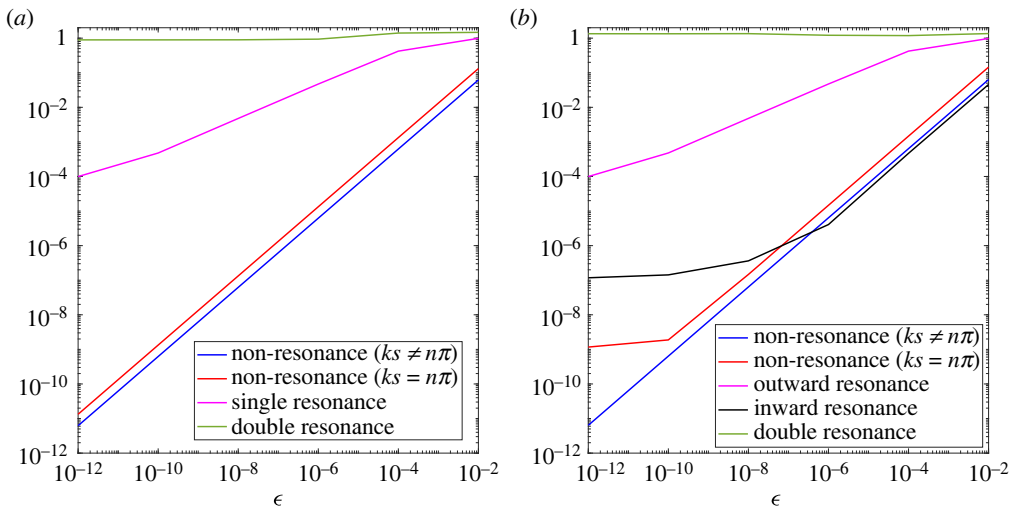 (a)
1
10⁻²
10⁻⁴
10⁻⁶
10⁻⁸
10⁻¹⁰
10⁻¹²
non-resonance (ks ≠ nπ)
non-resonance (ks = nπ)
single resonance
double resonance
10⁻¹² 10⁻¹⁰ 10⁻⁸ 10⁻⁶ 10⁻⁴ 10⁻²
ϵ
(b)
1
10⁻²
10⁻⁴
10⁻⁶
10⁻⁸
10⁻¹⁰
10⁻¹²
non-resonance (ks ≠ nπ)
non-resonance (ks = nπ)
outward resonance
inward resonance
double resonance
10⁻¹² 10⁻¹⁰ 10⁻⁸ 10⁻⁶ 10⁻⁴ 10⁻²
ϵ